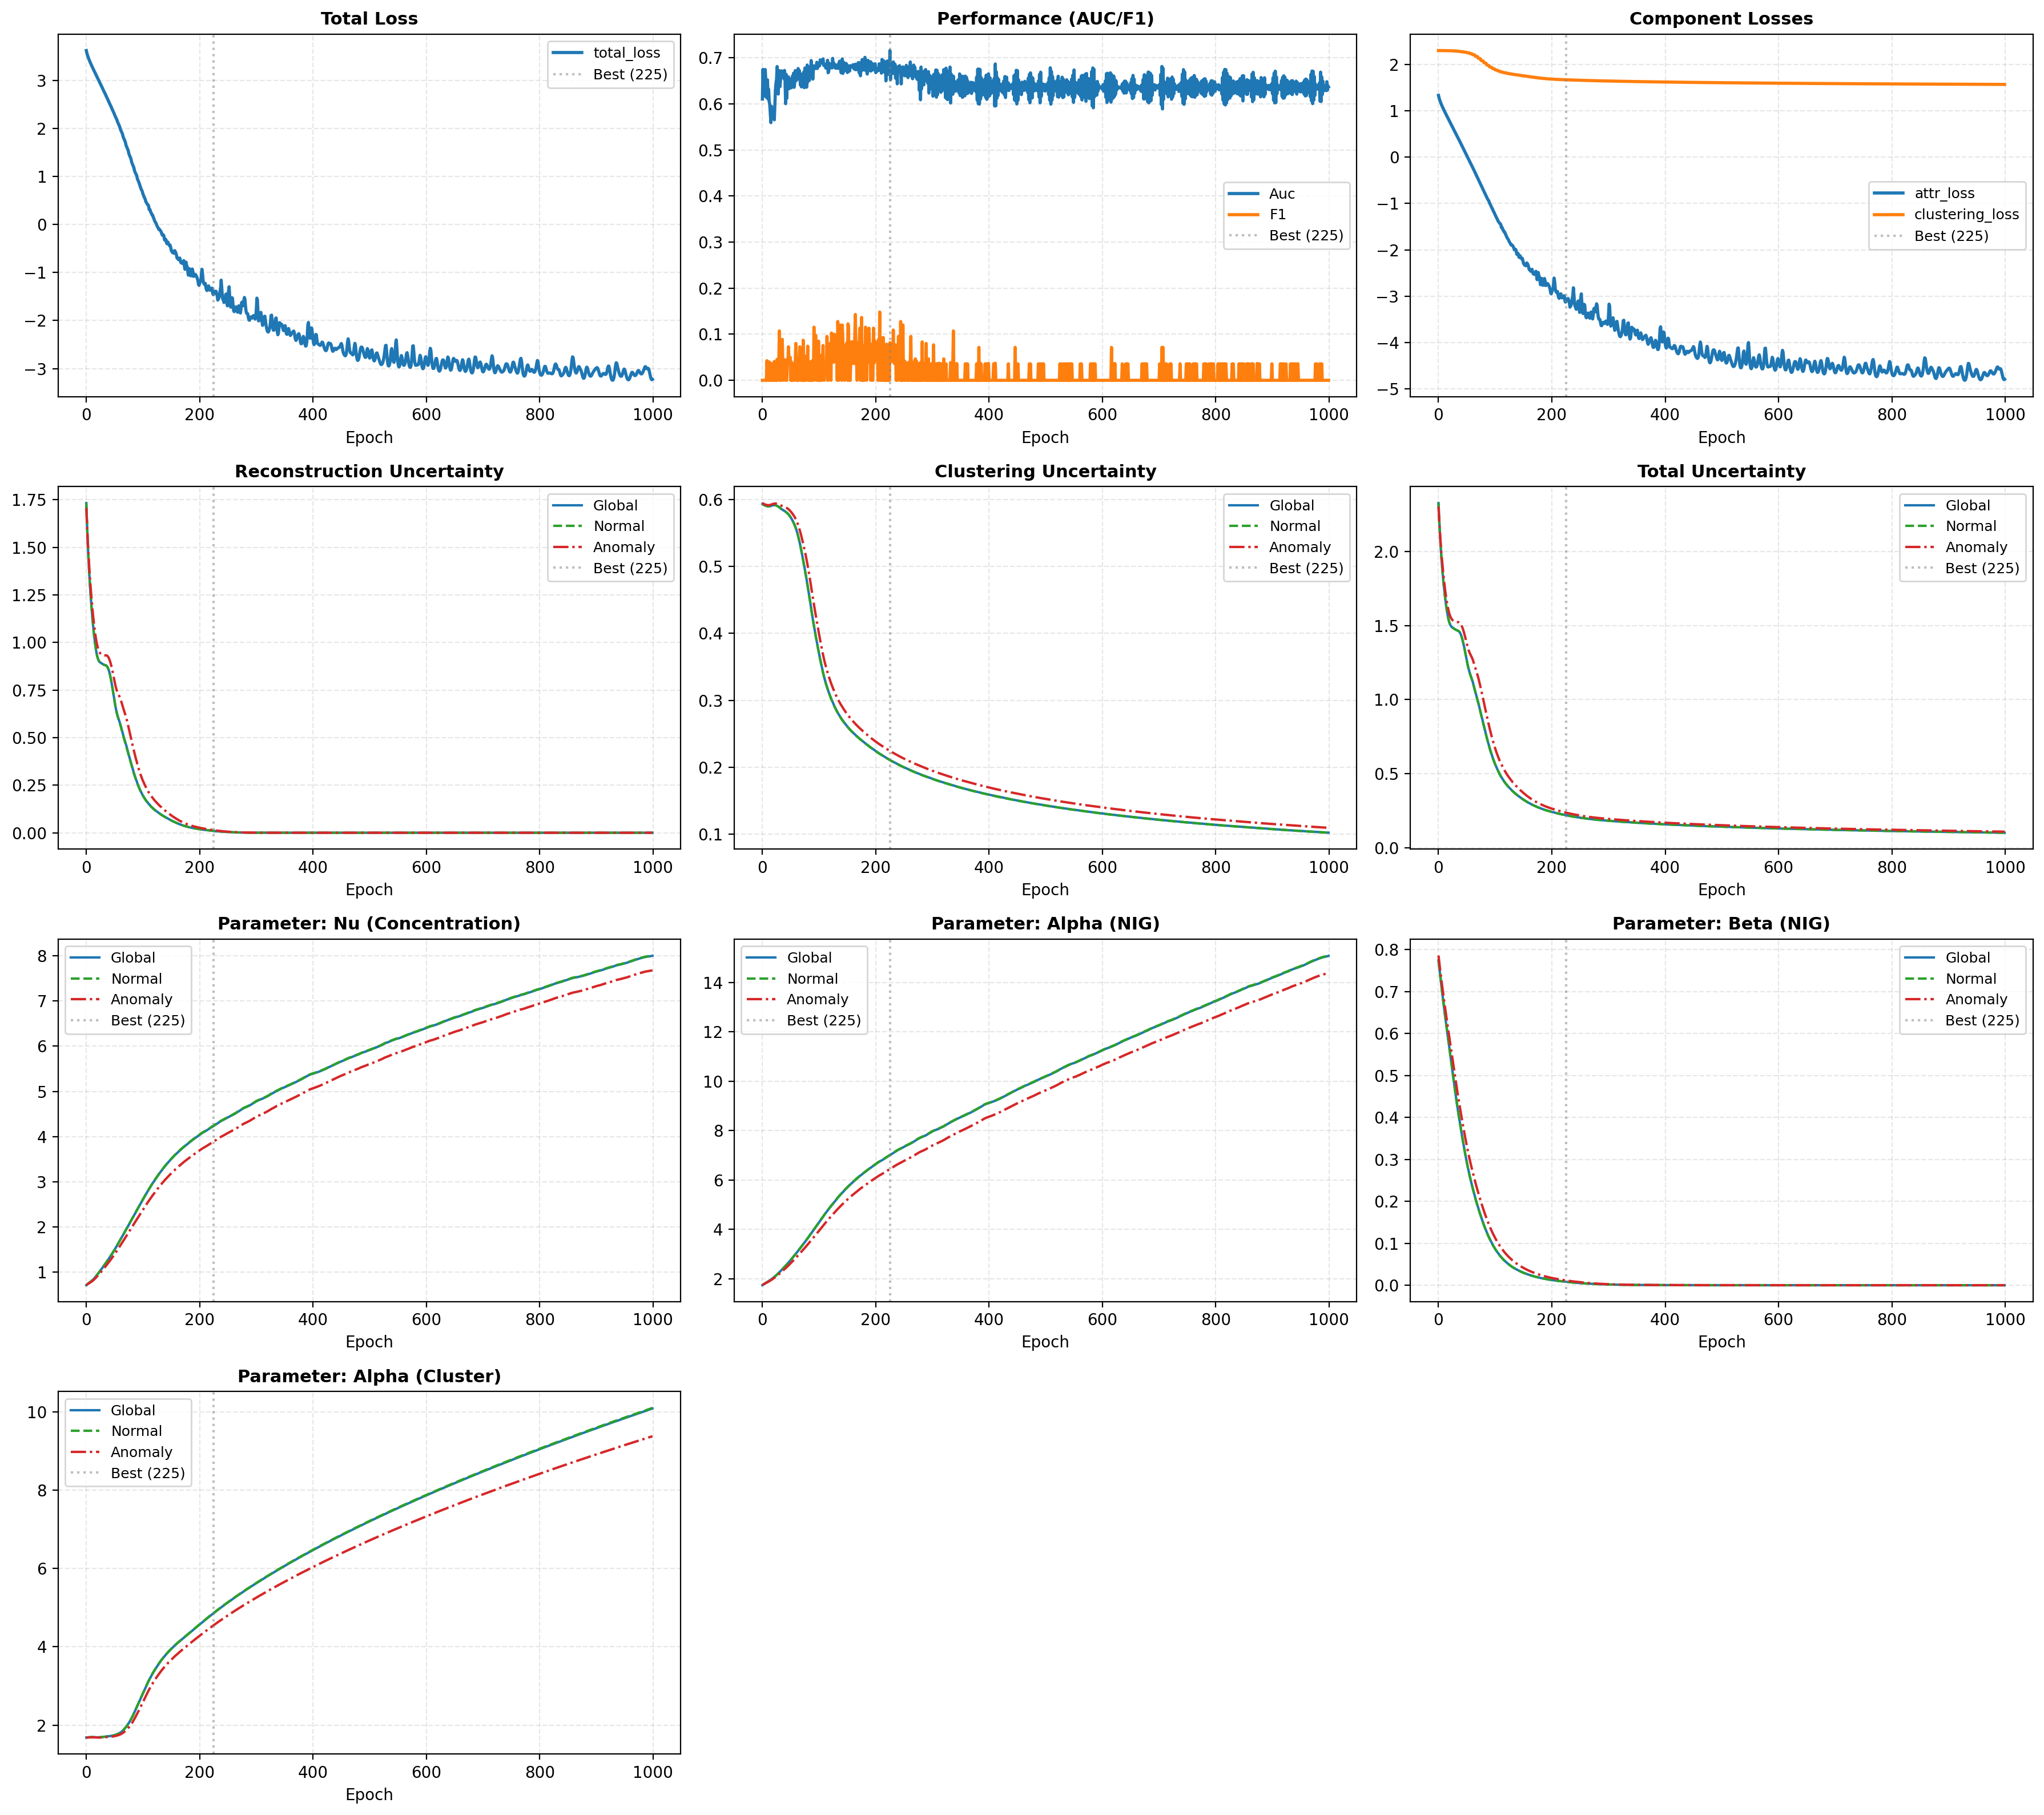 Total Loss
3
2
1
0
−1
−2
−3
0
200
400
600
800
1000
Epoch
total_loss
Best (225)
Performance (AUC/F1)
0.7
0.6
0.5
0.4
0.3
0.2
0.1
0.0
0
200
400
600
800
1000
Epoch
Auc
F1
Best (225)
Component Losses
2
1
0
−1
−2
−3
−4
−5
0
200
400
600
800
1000
Epoch
attr_loss
clustering_loss
Best (225)
Reconstruction Uncertainty
1.75
1.50
1.25
1.00
0.75
0.50
0.25
0.00
0
200
400
600
800
1000
Epoch
Global
Normal
Anomaly
Best (225)
Clustering Uncertainty
0.6
0.5
0.4
0.3
0.2
0.1
0
200
400
600
800
1000
Epoch
Global
Normal
Anomaly
Best (225)
Total Uncertainty
2.0
1.5
1.0
0.5
0.0
0
200
400
600
800
1000
Epoch
Global
Normal
Anomaly
Best (225)
Parameter: Nu (Concentration)
8
7
6
5
4
3
2
1
0
200
400
600
800
1000
Epoch
Global
Normal
Anomaly
Best (225)
Parameter: Alpha (NIG)
14
12
10
8
6
4
2
0
200
400
600
800
1000
Epoch
Global
Normal
Anomaly
Best (225)
Parameter: Beta (NIG)
0.8
0.7
0.6
0.5
0.4
0.3
0.2
0.1
0.0
0
200
400
600
800
1000
Epoch
Global
Normal
Anomaly
Best (225)
Parameter: Alpha (Cluster)
10
8
6
4
2
0
200
400
600
800
1000
Epoch
Global
Normal
Anomaly
Best (225)